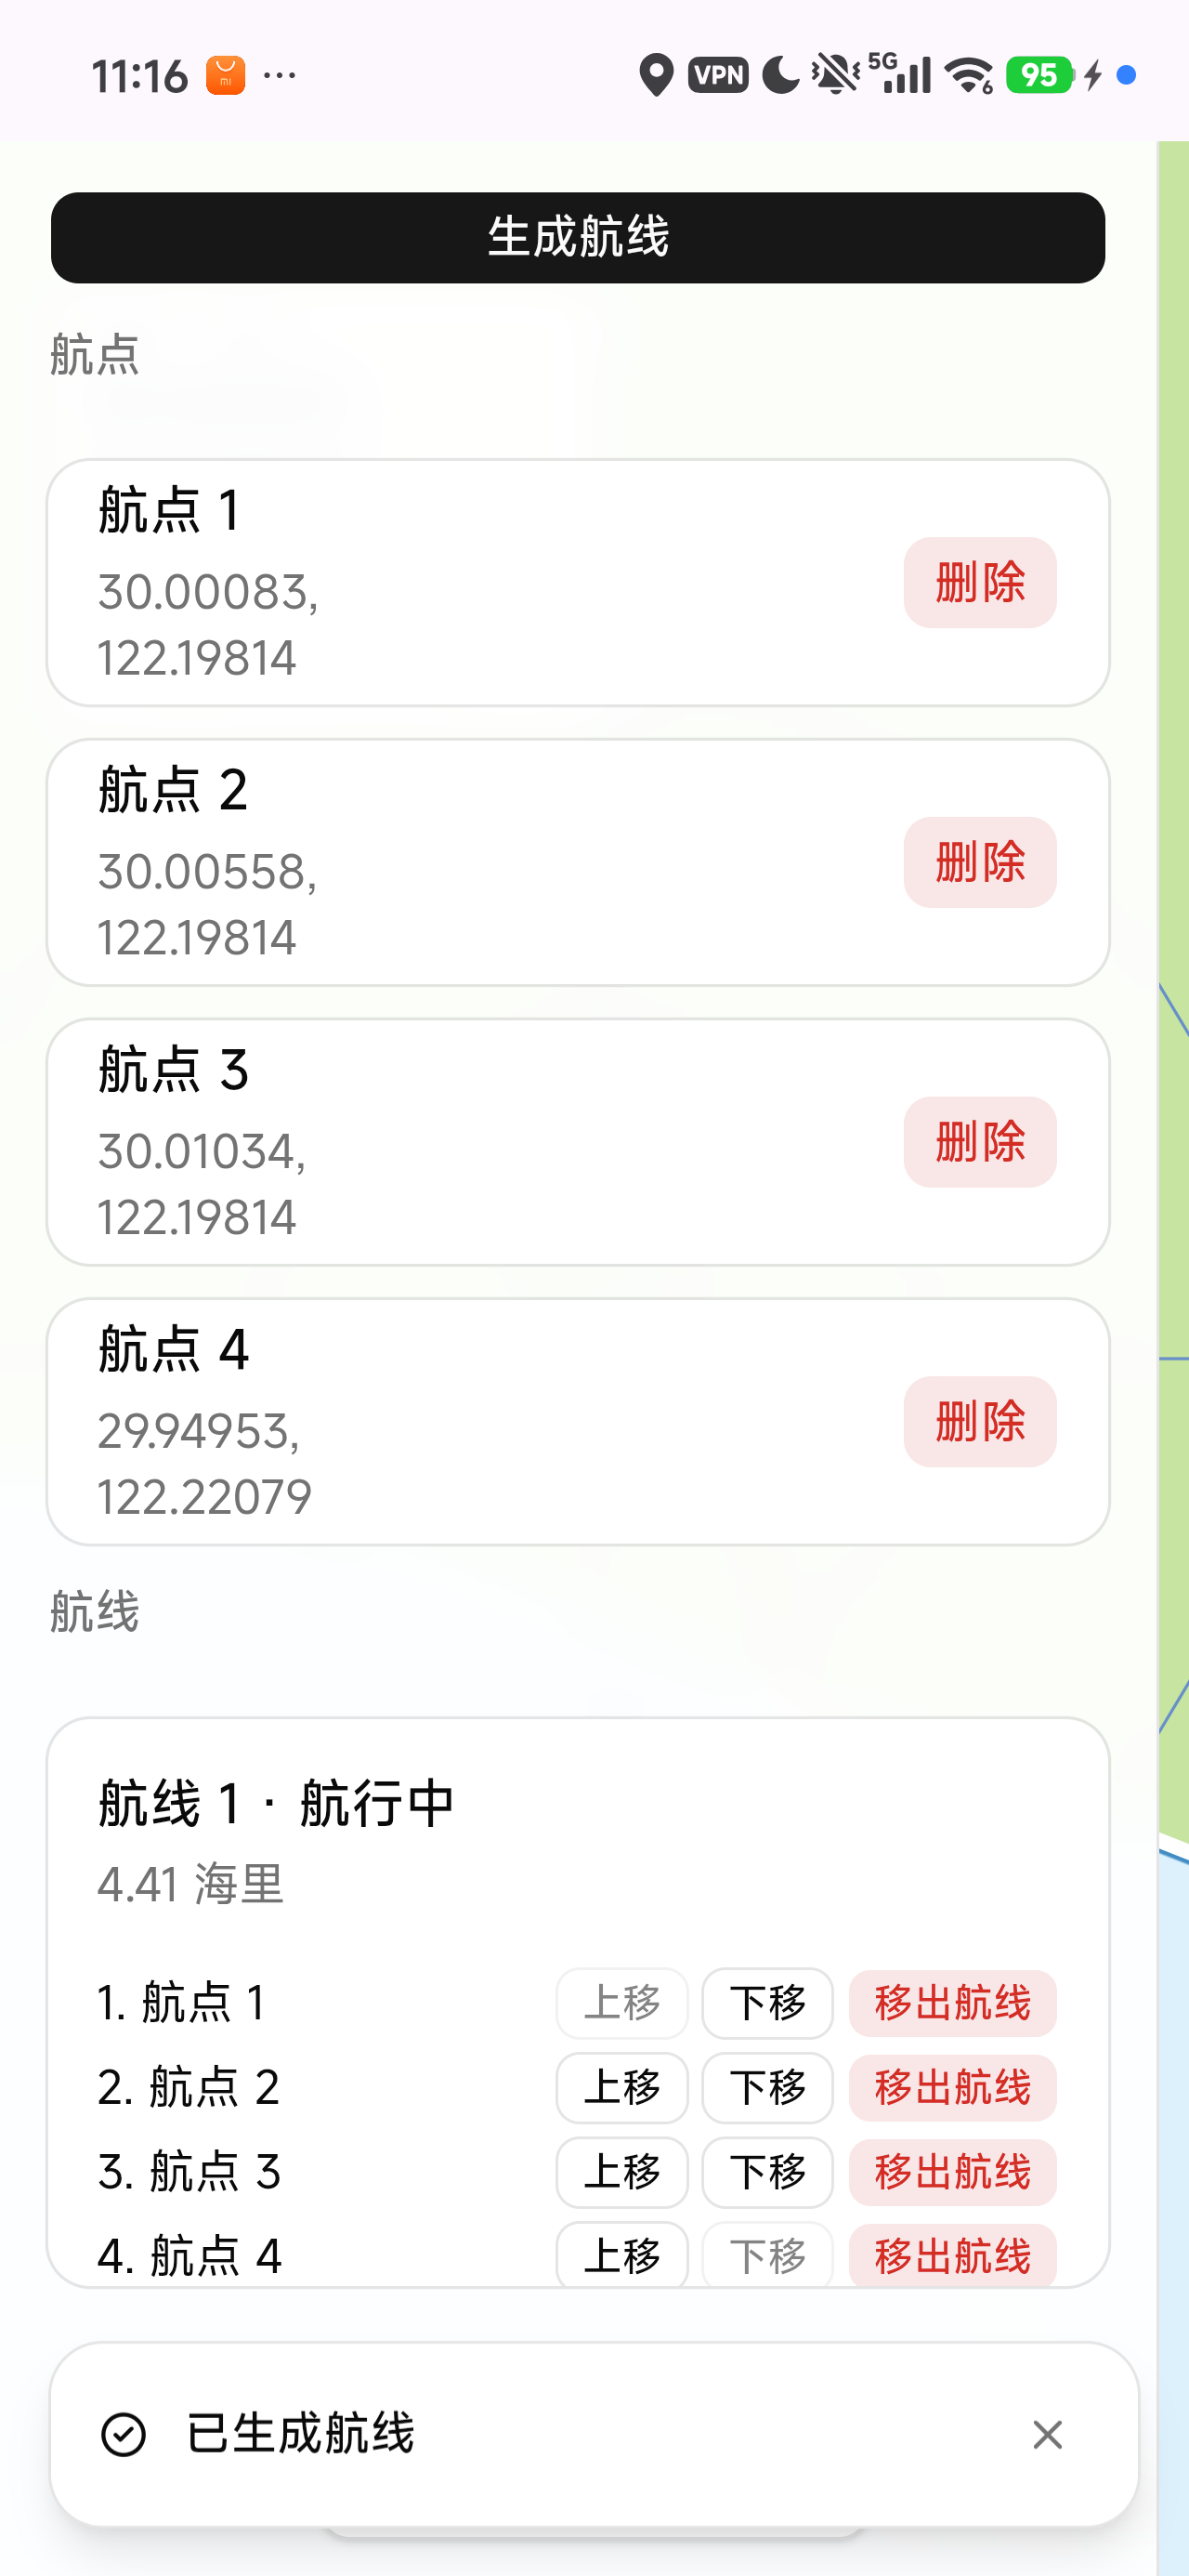 11:16 mi ... VPN 5G 6 95
生成航线
航点
航点 1
30.00083,
122.19814
删除
航点 2
30.00558,
122.19814
删除
航点 3
30.01034,
122.19814
删除
航点 4
29.94953,
122.22079
删除
航线
航线 1 · 航行中
4.41 海里
1. 航点 1 上移 下移 移出航线
2. 航点 2 上移 下移 移出航线
3. 航点 3 上移 下移 移出航线
4. 航点 4 上移 下移 移出航线
已生成航线